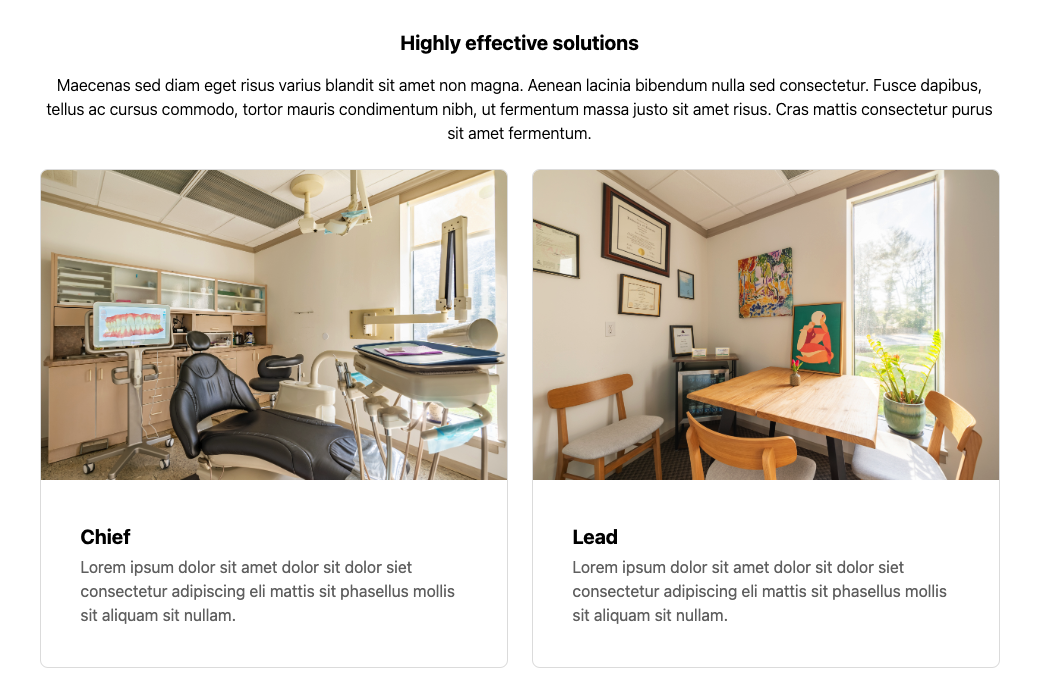 Highly effective solutions
Maecenas sed diam eget risus varius blandit sit amet non magna. Aenean lacinia bibendum nulla sed consectetur. Fusce dapibus,
tellus ac cursus commodo, tortor mauris condimentum nibh, ut fermentum massa justo sit amet risus. Cras mattis consectetur purus
sit amet fermentum.
Chief
Lorem ipsum dolor sit amet dolor sit dolor siet
consectetur adipiscing eli mattis sit phasellus mollis
sit aliquam sit nullam.
Lead
Lorem ipsum dolor sit amet dolor sit dolor siet
consectetur adipiscing eli mattis sit phasellus mollis
sit aliquam sit nullam.